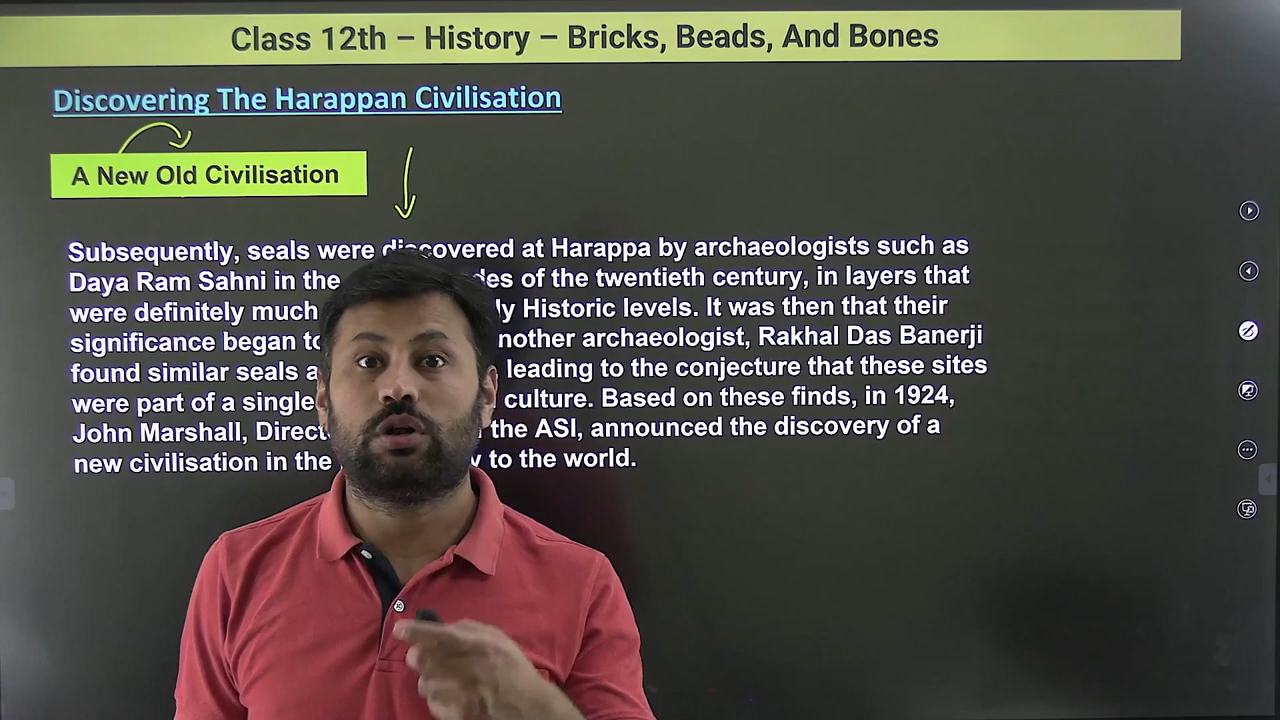 Class 12th – History – Bricks, Beads, And Bones
Discovering The Harappan Civilisation
A New Old Civilisation
Subsequently, seals were discovered at Harappa by archaeologists such as
Daya Ram Sahni in the of the twentieth century, in layers that
were definitely much Historic levels. It was then that their
significance began to another archaeologist, Rakhal Das Banerji
found similar seals leading to the conjecture that these sites
were part of a single culture. Based on these finds, in 1924,
John Marshall, the ASI, announced the discovery of a
new civilisation in the to the world.